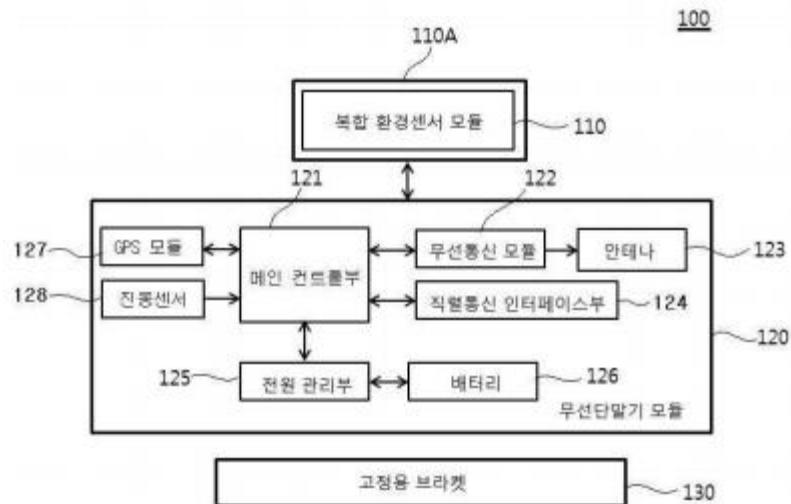 100
110A
복합 환경센서 모듈
110
121
122
127
GPS 모듈
메인 컨트롤부
무선통신 모듈
안테나
123
128
진동센서
직렬통신 인터페이스부
124
120
125
전원 관리부
배터리
126
무선단말기 모듈
고정용 브라켓
130